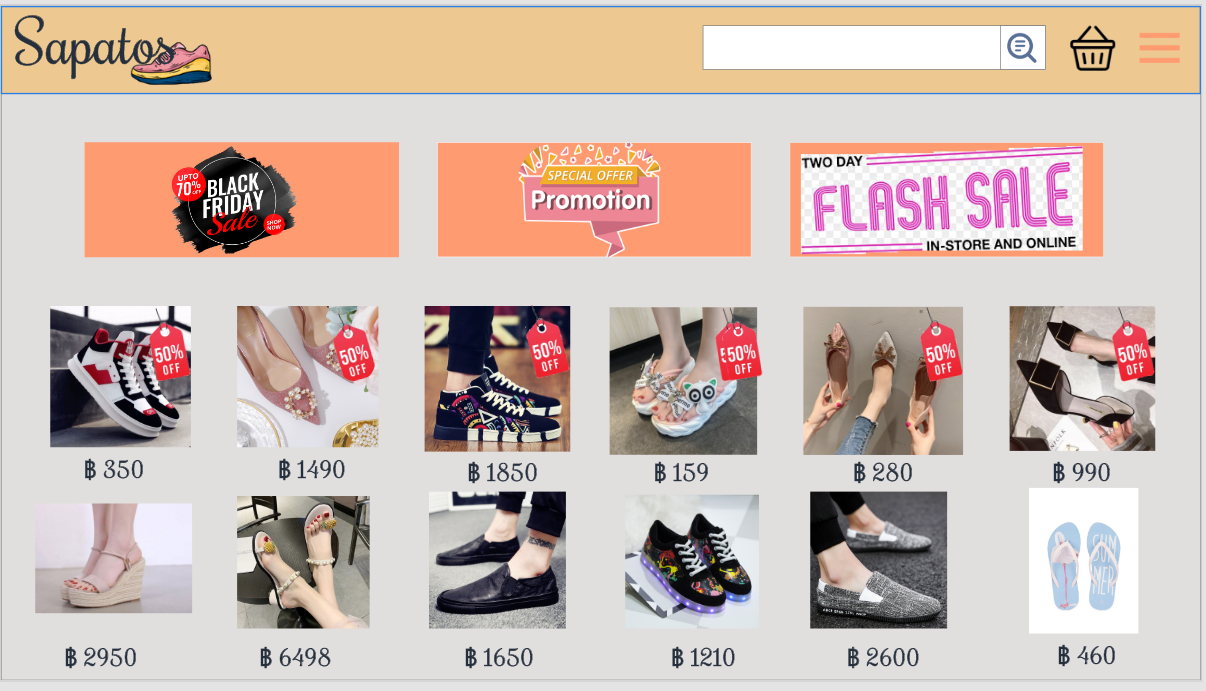 Sapatos
UPTO
70%
OFF
BLACK
FRIDAY
Sale
SHOP
NOW
SPECIAL OFFER
Promotion
TWO DAY
FLASH SALE
IN-STORE AND ONLINE
50%
OFF
50%
OFF
50%
OFF
50%
OFF
50%
OFF
50%
OFF
฿ 350
฿ 1490
฿ 1850
฿ 159
฿ 280
฿ 990
SUM
MER
฿ 2950
฿ 6498
฿ 1650
฿ 1210
฿ 2600
฿ 460